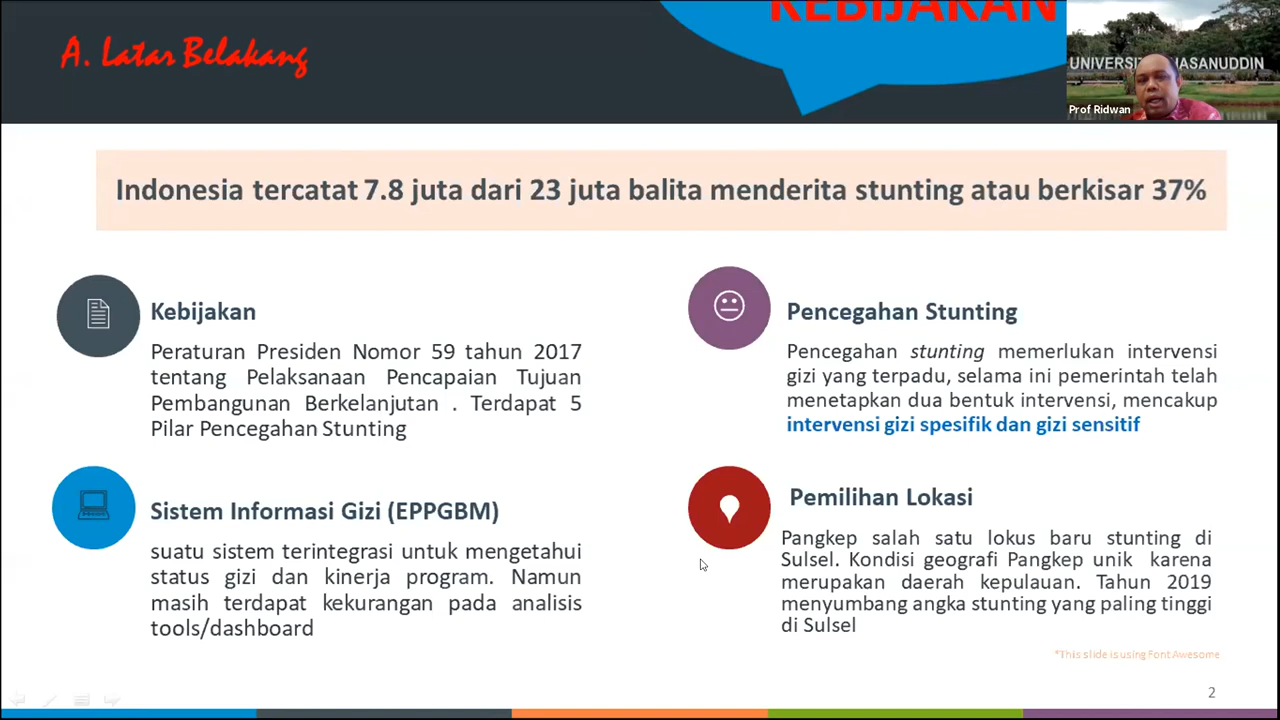 KEBIJAKAN
A. Latar Belakang
UNIVERSIT ASANUDDIN
Prof Ridwan
Indonesia tercatat 7.8 juta dari 23 juta balita menderita stunting atau berkisar 37%
Kebijakan
Peraturan Presiden Nomor 59 tahun 2017
tentang Pelaksanaan Pencapaian Tujuan
Pembangunan Berkelanjutan . Terdapat 5
Pilar Pencegahan Stunting
Pencegahan Stunting
Pencegahan stunting memerlukan intervensi
gizi yang terpadu, selama ini pemerintah telah
menetapkan dua bentuk intervensi, mencakup
intervensi gizi spesifik dan gizi sensitif
Sistem Informasi Gizi (EPPGBM)
suatu sistem terintegrasi untuk mengetahui
status gizi dan kinerja program. Namun
masih terdapat kekurangan pada analisis
tools/dashboard
Pemilihan Lokasi
Pangkep salah satu lokus baru stunting di
Sulsel. Kondisi geografi Pangkep unik karena
merupakan daerah kepulauan. Tahun 2019
menyumbang angka stunting yang paling tinggi
di Sulsel
*This slide is using Font Awesome
2